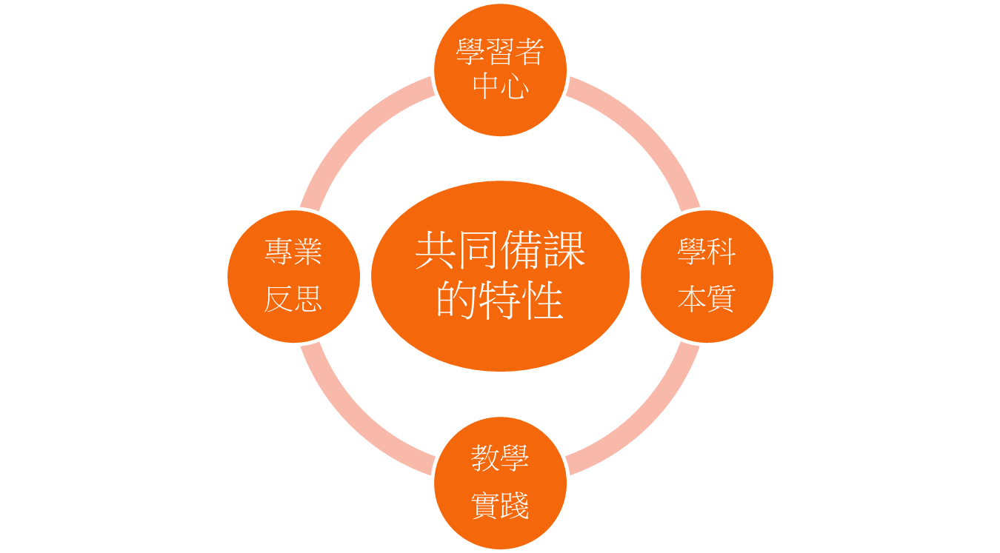 學習者
中心
共同備課
的特性
專業
反思
學科
本質
教學
實踐